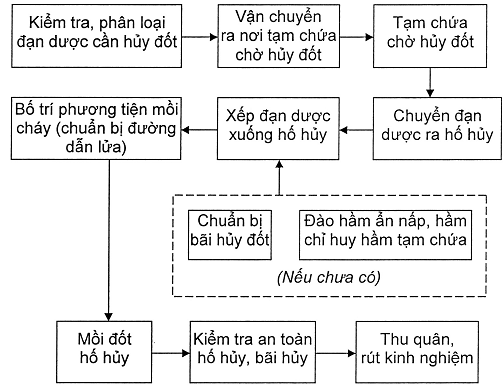 Kiểm tra, phân loại
đạn dược cần hủy đốt
Vận chuyển
ra nơi tạm chứa
chờ hủy đốt
Tạm chứa
chờ hủy đốt
Chuyển đạn
dược ra hố hủy
Xếp đạn dược
xuống hố hủy
Bố trí phương tiện mồi
cháy (chuẩn bị đường
dẫn lửa)
Chuẩn bị
bãi hủy đốt
Đào hầm ẩn nấp, hầm
chỉ huy hầm tạm chứa
(Nếu chưa có)
Mồi đốt
hố hủy
Kiểm tra an toàn
hố hủy, bãi hủy
Thu quân,
rút kinh nghiệm